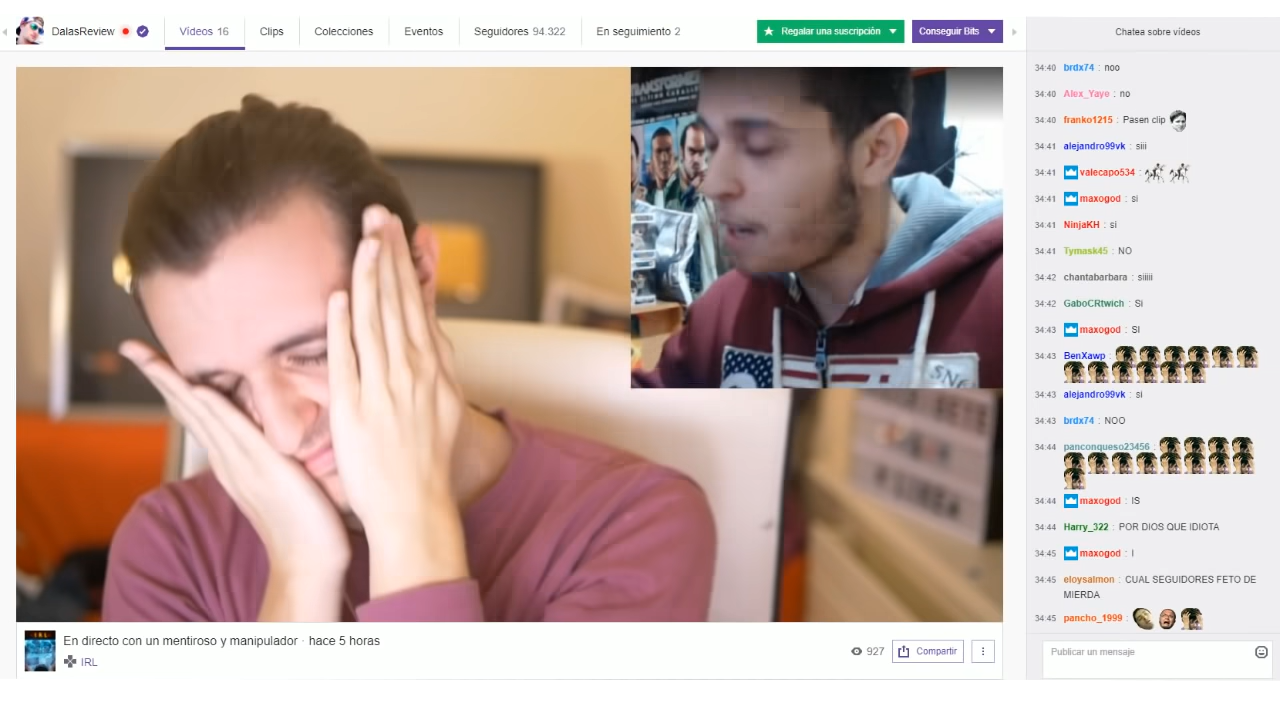 DalasReview
Vídeos 16
Clips
Colecciones
Eventos
Seguidores 94.322
En seguimiento 2
Regalar una suscripción
Conseguir Bits
Chatea sobre vídeos
TRANSFORMERS
34:40 brdx74 : noo
34:40 Alex_Yaye : no
34:40 franko1215 : Pasen clip
34:41 alejandro99vk : siii
34:41 valecapo534 :
34:41 maxogod : si
34:41 NinjaKH : sí
34:41 Tymask45 : NO
34:42 chantabarbara : siiiii
34:42 GaboCRtwich : Si
34:43 maxogod : SI
34:43 BenXawp :
34:43 alejandro99vk : si
34:43 brdx74 : NOO
34:44 panconqueso23456 :
34:44 maxogod : IS
34:44 Harry_322 : POR DIOS QUE IDIOTA
34:45 maxogod : I
34:45 eloysalmon : CUAL SEGUIDORES FETO DE
MIERDA
34:45 pancho_1999 :
En directo con un mentiroso y manipulador · hace 5 horas
IRL
IRL
927
Compartir
Publicar un mensaje